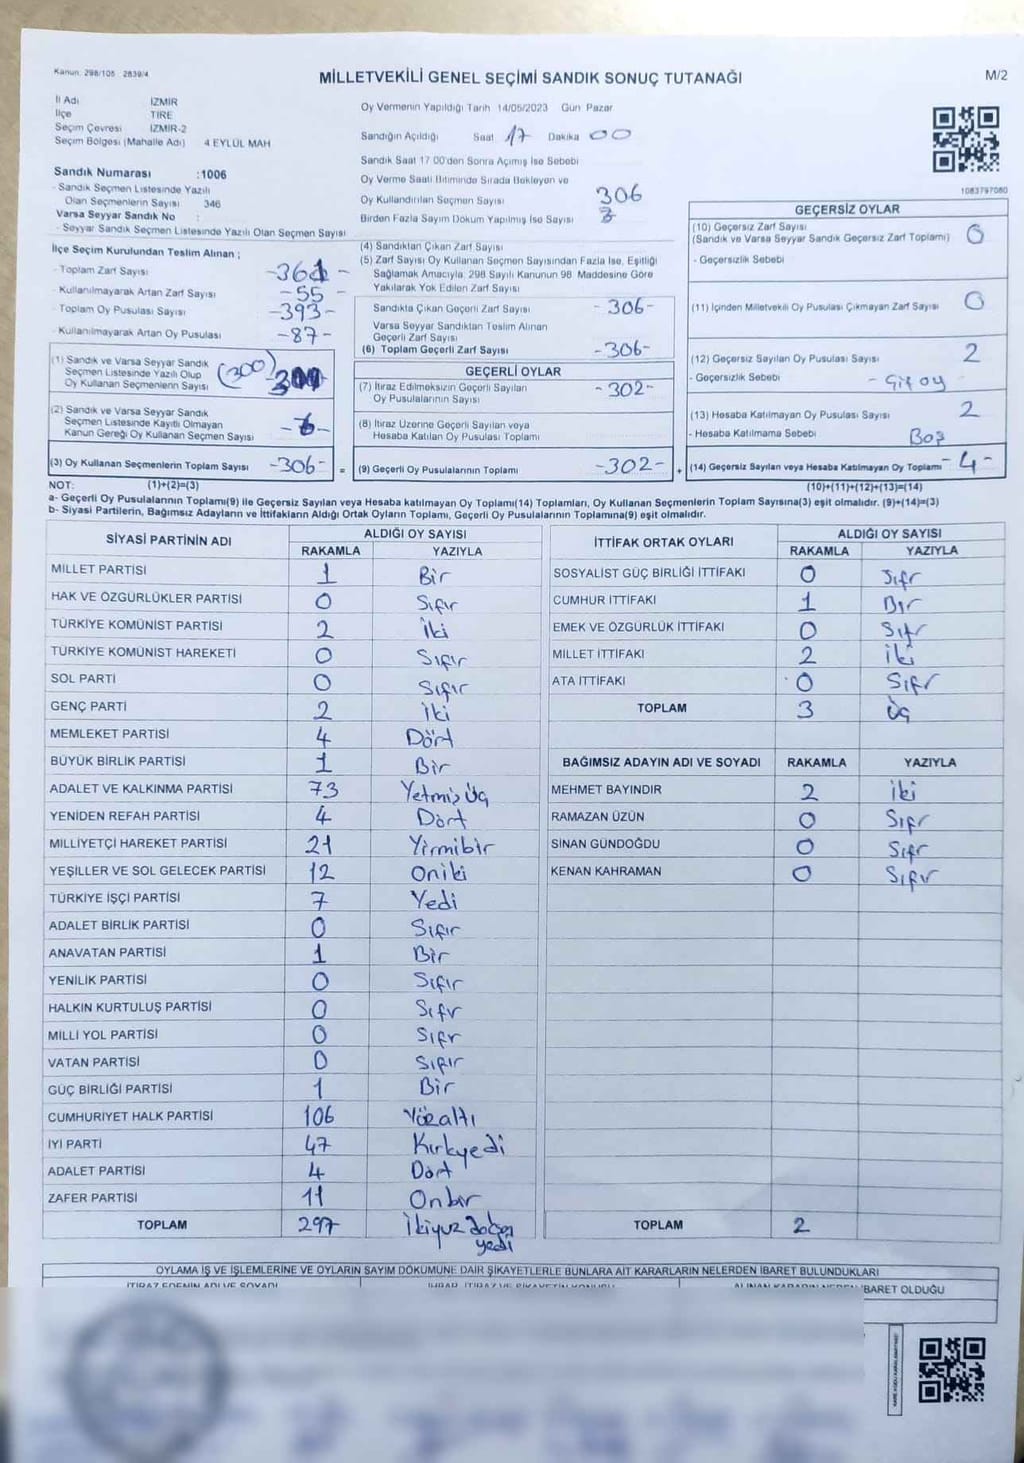 Kanun: 298/105 2839/4
MİLLETVEKİLİ GENEL SEÇİMİ SANDIK SONUÇ TUTANAĞI
M/2
İl Adı İZMİR
İlçe TİRE
Seçim Çevresi İZMİR-2
Seçim Bölgesi (Mahalle Adı) 4 EYLÜL MAH
Sandık Numarası :1006
- Sandık Seçmen Listesinde Yazılı
Olan Seçmenlerin Sayısı 346
Varsa Seyyar Sandık No :
- Seyyar Sandık Seçmen Listesinde Yazılı Olan Seçmen Sayısı
Oy Vermenin Yapıldığı Tarih 14/05/2023 Gün Pazar
Sandığın Açıldığı Saat 17 Dakika 00
Sandık Saat 17 00'den Sonra Açılmış İse Sebebi
Oy Verme Saati Bitiminde Sırada Bekleyen ve
Oy Kullandırılan Seçmen Sayısı
Birden Fazla Sayım Döküm Yapılmış İse Sayısı
306
1083797080
İlçe Seçim Kurulundan Teslim Alınan ;
- Toplam Zarf Sayısı -361-
- Kullanılmayarak Artan Zarf Sayısı -55-
- Toplam Oy Pusulası Sayısı -393-
- Kullanılmayarak Artan Oy Pusulası -87-
(1) Sandık ve Varsa Seyyar Sandık
Seçmen Listesinde Yazılı Olup
Oy Kullanan Seçmenlerin Sayısı (300)
(2) Sandık ve Varsa Seyyar Sandık
Seçmen Listesinde Kayıtlı Olmayan
Kanun Gereği Oy Kullanan Seçmen Sayısı -6-
(3) Oy Kullanan Seçmenlerin Toplam Sayısı -306- =
(4) Sandıktan Çıkan Zarf Sayısı
(5) Zarf Sayısı Oy Kullanan Seçmen Sayısından Fazla İse, Eşitliği
Sağlamak Amacıyla 298 Sayılı Kanunun 98 Maddesine Göre
Yakılarak Yok Edilen Zarf Sayısı
Sandıkta Çıkan Geçerli Zarf Sayısı -306-
Varsa Seyyar Sandıktan Teslim Alınan
Geçerli Zarf Sayısı
(6) Toplam Geçerli Zarf Sayısı -306-
GEÇERLİ OYLAR
(7) İtiraz Edilmeksizin Geçerli Sayılan
Oy Pusulalarının Sayısı -302-
(8) İtiraz Üzerine Geçerli Sayılan veya
Hesaba Katılan Oy Pusulası Toplamı
(9) Geçerli Oy Pusulalarının Toplamı -302- +
GEÇERSİZ OYLAR
(10) Geçersiz Zarf Sayısı
(Sandık ve Varsa Seyyar Sandık Geçersiz Zarf Toplamı) 0
- Geçersizlik Sebebi
(11) İçinden Milletvekili Oy Pusulası Çıkmayan Zarf Sayısı 0
(12) Geçersiz Sayılan Oy Pusulası Sayısı 2
- Geçersizlik Sebebi - Çift oy
(13) Hesaba Katılmayan Oy Pusulası Sayısı 2
- Hesaba Katılmama Sebebi Boş
(14) Geçersiz Sayılan veya Hesaba Katılmayan Oy Toplamı -4-
NOT: (1)+(2)=(3)
(10)+(11)+(12)+(13)=(14)
a- Geçerli Oy Pusulalarının Toplamı(9) ile Geçersiz Sayılan veya Hesaba katılmayan Oy Toplamı(14) Toplamları, Oy Kullanan Seçmenlerin Toplam Sayısına(3) eşit olmalıdır. (9)+(14)=(3)
b- Siyasi Partilerin, Bağımsız Adayların ve İttifakların Aldığı Ortak Oyların Toplamı, Geçerli Oy Pusulalarının Toplamına(9) eşit olmalıdır.
SİYASİ PARTİNİN ADI ALDIĞI OY SAYISI
RAKAMLA YAZIYLA
MİLLET PARTİSİ 1 Bir
HAK VE ÖZGÜRLÜKLER PARTİSİ 0 Sıfır
TÜRKİYE KOMÜNİST PARTİSİ 2 İki
TÜRKİYE KOMÜNİST HAREKETİ 0 Sıfır
SOL PARTİ 0 Sıfır
GENÇ PARTİ 2 İki
MEMLEKET PARTİSİ 4 Dört
BÜYÜK BİRLİK PARTİSİ 1 Bir
ADALET VE KALKINMA PARTİSİ 73 Yetmiş Üç
YENİDEN REFAH PARTİSİ 4 Dört
MİLLİYETÇİ HAREKET PARTİSİ 21 Yirmibir
YEŞİLLER VE SOL GELECEK PARTİSİ 12 Oniki
TÜRKİYE İŞÇİ PARTİSİ 7 Yedi
ADALET BİRLİK PARTİSİ 0 Sıfır
ANAVATAN PARTİSİ 1 Bir
YENİLİK PARTİSİ 0 Sıfır
HALKIN KURTULUŞ PARTİSİ 0 Sıfır
MİLLİ YOL PARTİSİ 0 Sıfır
VATAN PARTİSİ 0 Sıfır
GÜÇ BİRLİĞİ PARTİSİ 1 Bir
CUMHURİYET HALK PARTİSİ 106 Yüzaltı
İYİ PARTİ 47 Kırkyedi
ADALET PARTİSİ 4 Dört
ZAFER PARTİSİ 11 Onbir
TOPLAM 297 İkiyüz doksan
yedi
İTTİFAK ORTAK OYLARI ALDIĞI OY SAYISI
RAKAMLA YAZIYLA
SOSYALİST GÜÇ BİRLİĞİ İTTİFAKI 0 Sıfr
CUMHUR İTTİFAKI 1 Bir
EMEK VE ÖZGÜRLÜK İTTİFAKI 0 Sıfr
MİLLET İTTİFAKI 2 İki
ATA İTTİFAKI 0 Sıfr
TOPLAM 3 Üç
BAĞIMSIZ ADAYIN ADI VE SOYADI RAKAMLA YAZIYLA
MEHMET BAYINDIR 2 İki
RAMAZAN ÜZÜN 0 Sıfr
SİNAN GÜNDOĞDU 0 Sıfr
KENAN KAHRAMAN 0 Sıfır
TOPLAM 2
OYLAMA İŞ VE İŞLEMLERİNE VE OYLARIN SAYIM DÖKÜMÜNE DAİR ŞİKAYETLERLE BUNLARA AİT KARARLARIN NELERDEN İBARET BULUNDUKLARI
İTİRAZ EDENİN ADI VE SOYADI
İBARET OLDUĞU